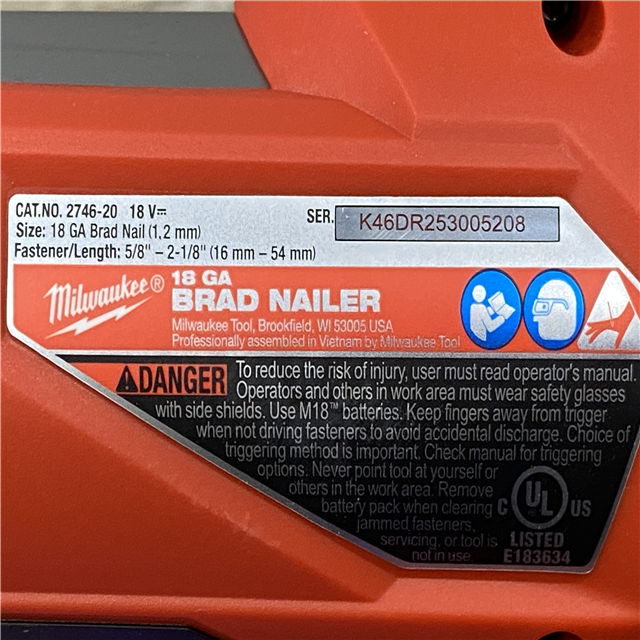 CAT.NO. 2746-20 18 V⎓
SER. K46DR253005208
Size: 18 GA Brad Nail (1,2 mm)
Fastener/Length: 5/8" – 2-1/8" (16 mm – 54 mm)
Milwaukee®
18 GA
BRAD NAILER
Milwaukee Tool, Brookfield, WI 53005 USA
Professionally assembled in Vietnam by Milwaukee Tool
DANGER
To reduce the risk of injury, user must read operator's manual.
Operators and others in work area must wear safety glasses
with side shields. Use M18™ batteries. Keep fingers away from trigger
when not driving fasteners to avoid accidental discharge. Choice of
triggering method is important. Check manual for triggering
options. Never point tool at yourself or
others in the work area. Remove
battery pack when clearing
jammed fasteners,
servicing, or tool is
not in use
C UL US
LISTED
E183634